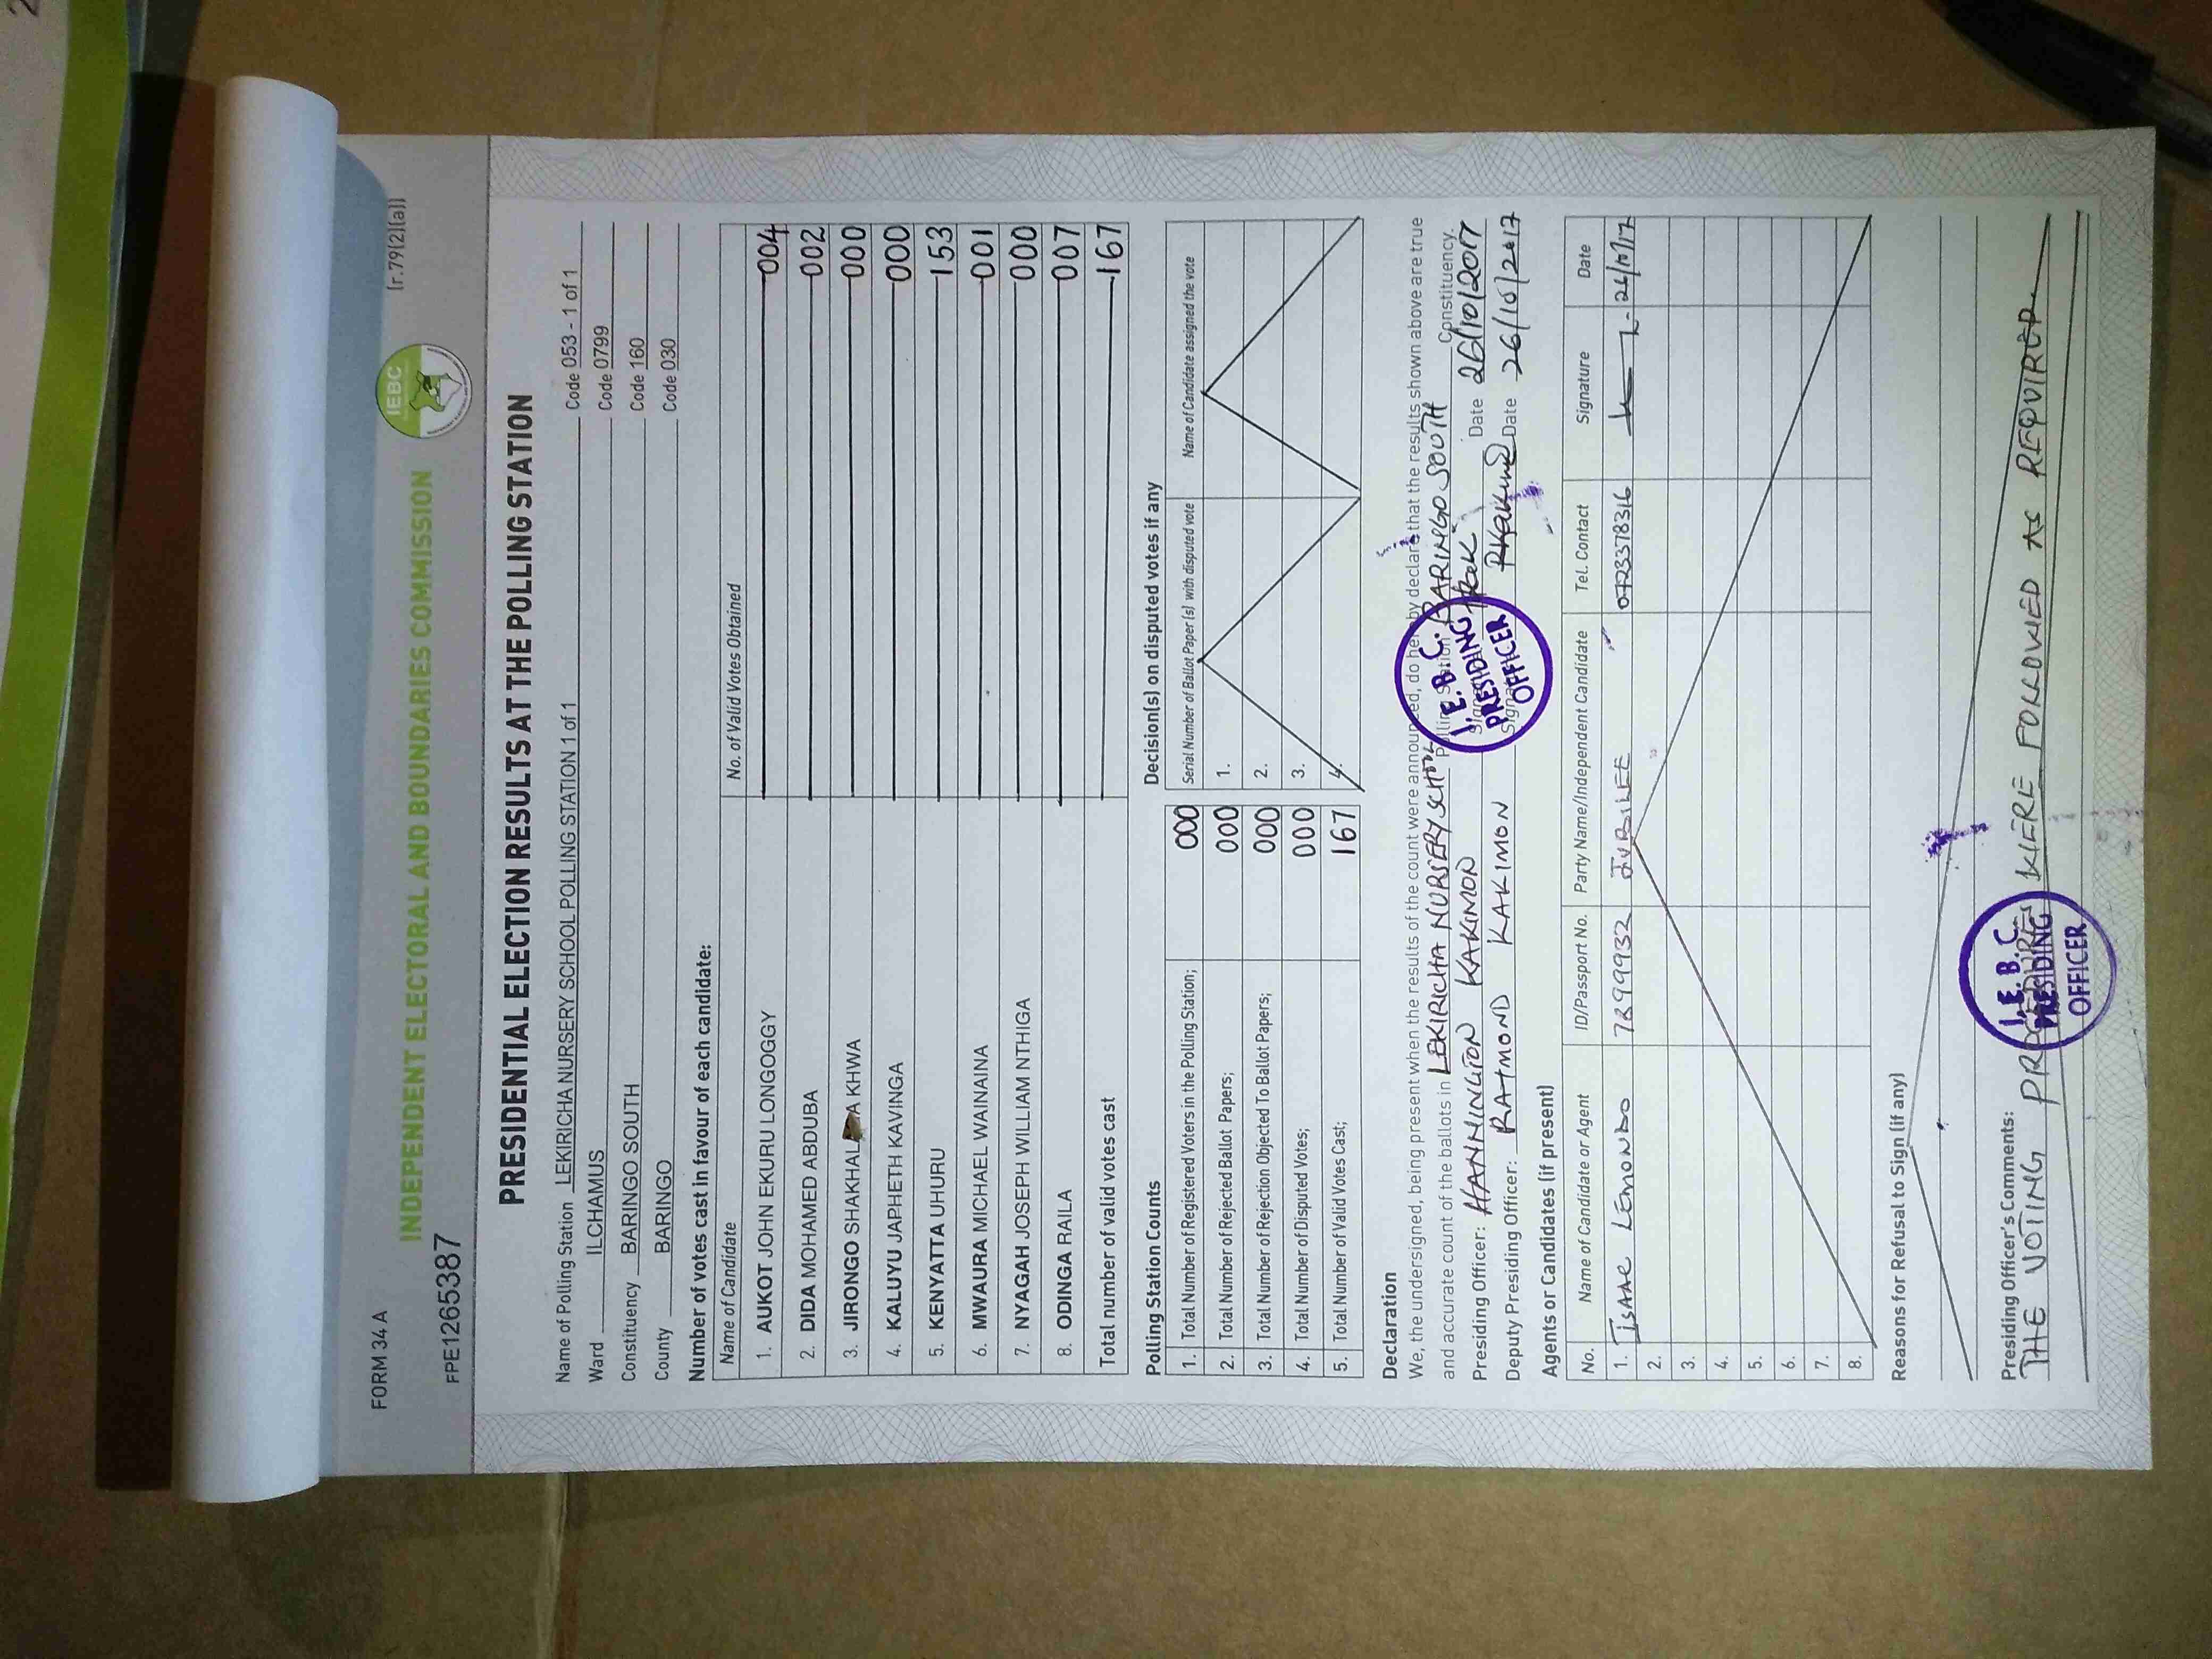 FORM 34 A
(r.79(2)(a))
INDEPENDENT ELECTORAL AND BOUNDARIES COMMISSION
IEBC
FPE1265387
PRESIDENTIAL ELECTION RESULTS AT THE POLLING STATION
Name of Polling Station LEKIRICHA NURSERY SCHOOL POLLING STATION 1 of 1 Code 053 - 1 of 1
Ward ILCHAMUS Code 0799
Constituency BARINGO SOUTH Code 160
County BARINGO Code 030
Number of votes cast in favour of each candidate:
Name of Candidate No. of Valid Votes Obtained
1. AUKOT JOHN EKURU LONGOGGY 004
2. DIDA MOHAMED ABDUBA 002
3. JIRONGO SHAKHALA KHWA 000
4. KALUYU JAPHETH KAVINGA 000
5. KENYATTA UHURU 153
6. MWAURA MICHAEL WAINAINA 001
7. NYAGAH JOSEPH WILLIAM NTHIGA 000
8. ODINGA RAILA 007
Total number of valid votes cast 167
Polling Station Counts
1. Total Number of Registered Voters in the Polling Station; 000
2. Total Number of Rejected Ballot Papers; 000
3. Total Number of Rejection Objected To Ballot Papers; 000
4. Total Number of Disputed Votes; 000
5. Total Number of Valid Votes Cast; 167
Decision(s) on disputed votes if any
Serial Number of Ballot Paper (s) with disputed vote Name of Candidate assigned the vote
1.
2.
3.
4.
Declaration
We, the undersigned, being present when the results of the count were announced, do hereby declare that the results shown above are true
and accurate count of the ballots in LEKIRICHA NURSERY SCHOOL Polling station BARINGO SOUTH Constituency.
Presiding Officer: HANNINGTON KAKIMON Date 26/10/2017
Deputy Presiding Officer: RAYMOND KAKIMON Date 26/10/2017
I.E.B.C.
PRESIDING
OFFICER
Agents or Candidates (if present)
No. Name of Candidate or Agent ID/Passport No. Party Name/Independent Candidate Tel. Contact Signature Date
1. ISAAC LEMONDO 7899932 JUBILEE 0723378316 26/10/17
2.
3.
4.
5.
6.
7.
8.
Reasons for Refusal to Sign (if any)
Presiding Officer's Comments:
THE VOTING PROCEDURES WERE FOLLOWED AS REQUIRED.
I.E.B.C.
PRESIDING
OFFICER